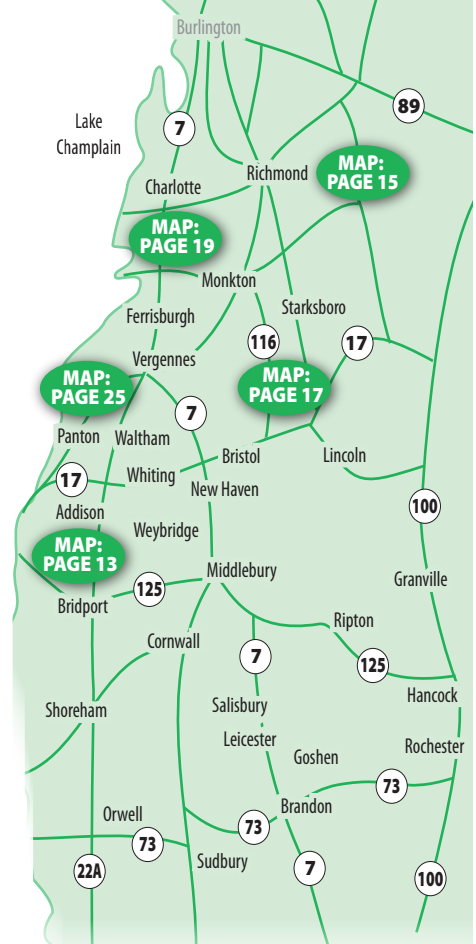 Burlington
89
Lake
Champlain
7
Richmond
MAP:
PAGE 15
Charlotte
MAP:
PAGE 19
Monkton
Ferrisburgh
Starksboro
116
17
Vergennes
MAP:
PAGE 25
MAP:
PAGE 17
7
Panton
Waltham
Bristol
Lincoln
17
Whiting
New Haven
100
Addison
Weybridge
MAP:
PAGE 13
Middlebury
Granville
125
Bridport
Ripton
Cornwall
7
125
Hancock
Shoreham
Salisbury
Leicester
Rochester
Goshen
73
Brandon
Orwell
73
73
Sudbury
22A
7
100